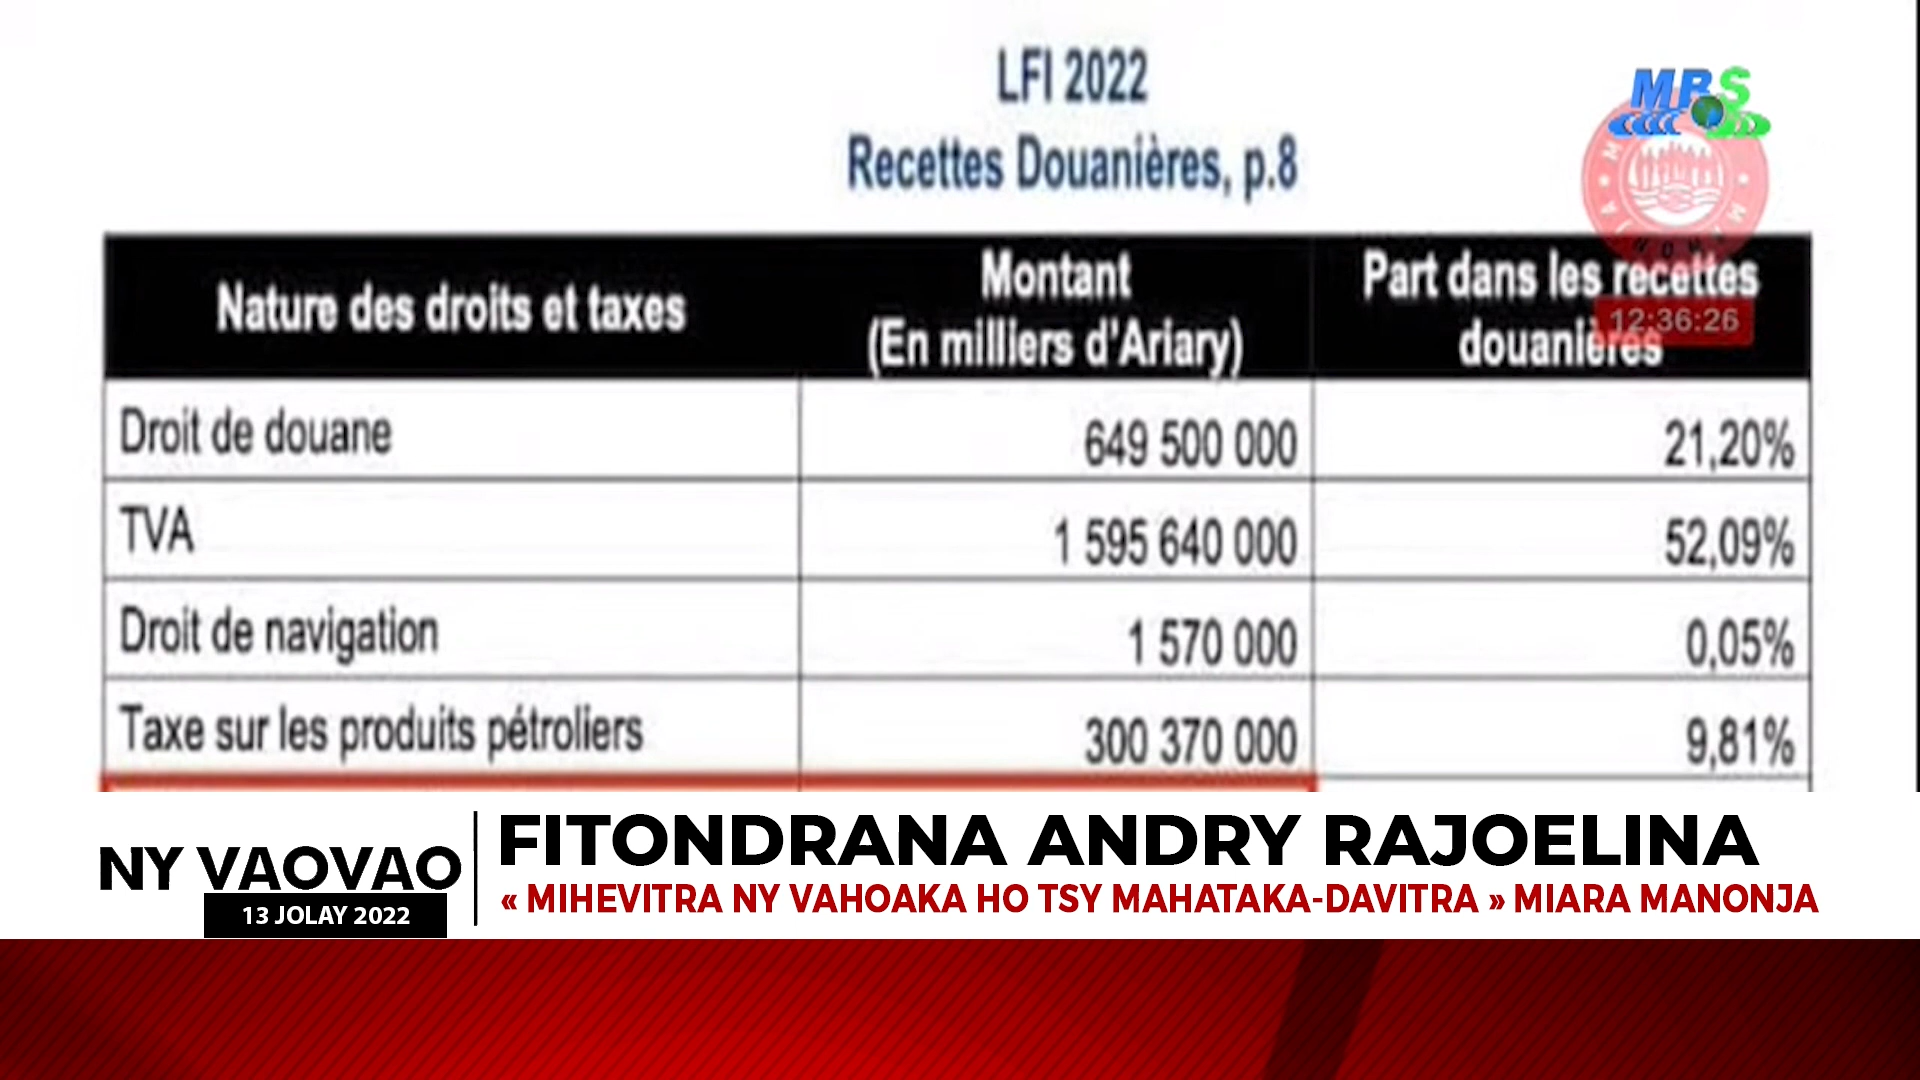 LFI 2022
Recettes Douanières, p.8
MBS
Nature des droits et taxes
Montant
(En milliers d'Ariary)
Part dans les recettes
douanières
12:36:26
Droit de douane
649 500 000
21,20%
TVA
1 595 640 000
52,09%
Droit de navigation
1 570 000
0,05%
Taxe sur les produits pétroliers
300 370 000
9,81%
NY VAOVAO
13 JOLAY 2022
FITONDRANA ANDRY RAJOELINA
« MIHEVITRA NY VAHOAKA HO TSY MAHATAKA-DAVITRA » MIARA MANONJA